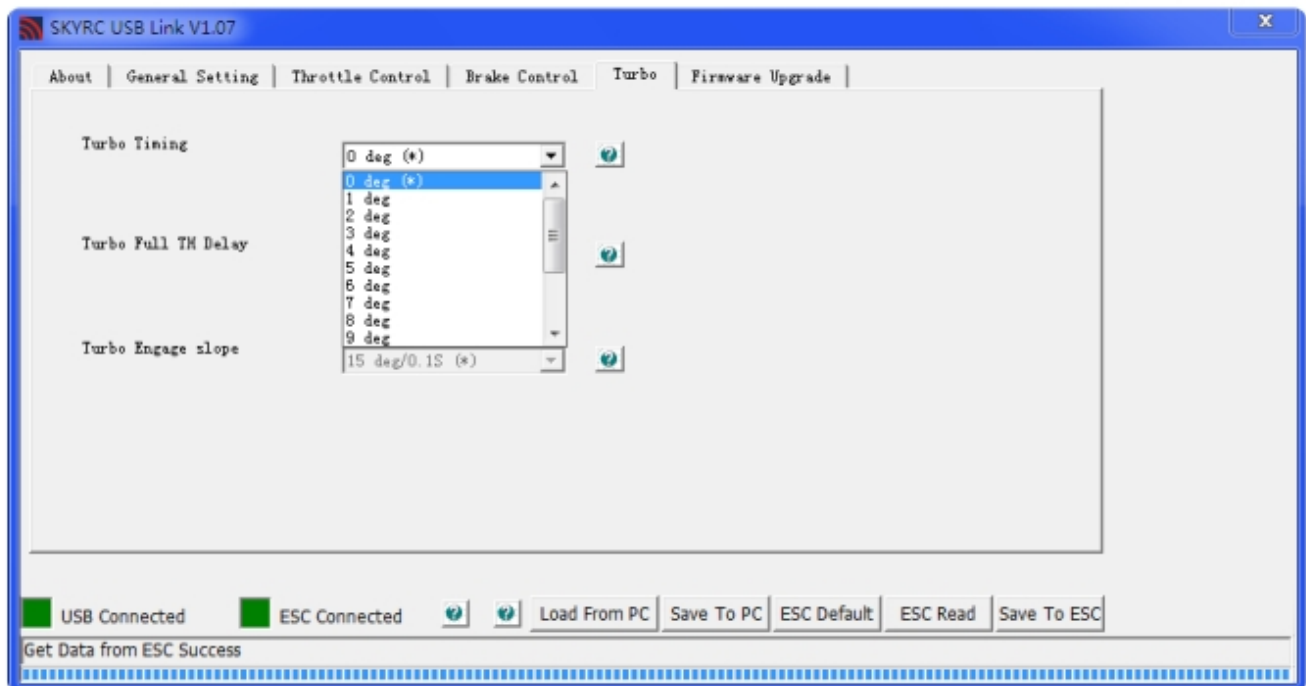 SKYRC USB Link V1.07
x
About General Setting Throttle Control Brake Control Turbo Firmware Upgrade
Turbo Timing
0 deg (*)
0 deg (*)
1 deg
2 deg
3 deg
Turbo Full TM Delay
4 deg
5 deg
6 deg
7 deg
8 deg
9 deg
Turbo Engage slope
15 deg/0.1S (*)
USB Connected ESC Connected ? ? Load From PC Save To PC ESC Default ESC Read Save To ESC
Get Data from ESC Success